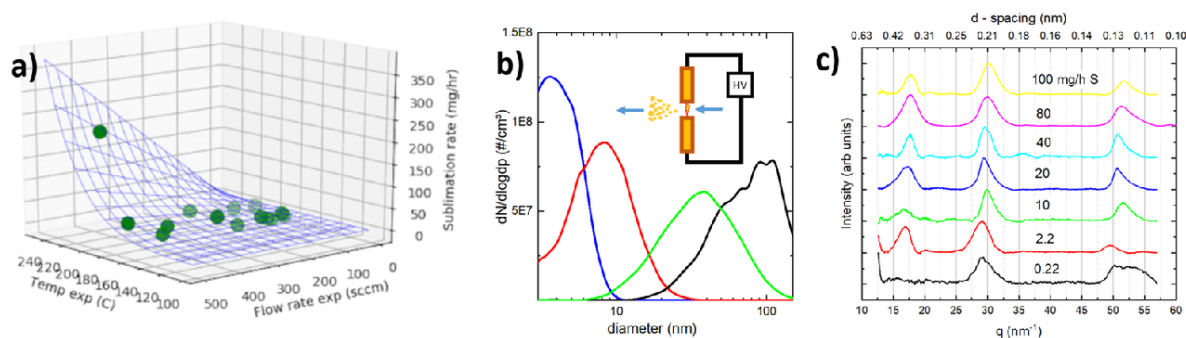 a)
350
300
250
200
150
100
50
0
Sublimation rate (mg/hr)
240
220
200
180
160
140
120
100
Temp exp (C)
500
400
300
200
100
0
Flow rate exp (sccm)
b)
1.5E8
1E8
5E7
dN/dlogdp (#/cm³)
HV
10
100
diameter (nm)
c)
d - spacing (nm)
0.63 0.42 0.31 0.25 0.21 0.18 0.16 0.14 0.13 0.11 0.10
Intensity (arb units)
100 mg/h S
80
40
20
10
2.2
0.22
10 15 20 25 30 35 40 45 50 55 60
q (nm⁻¹)